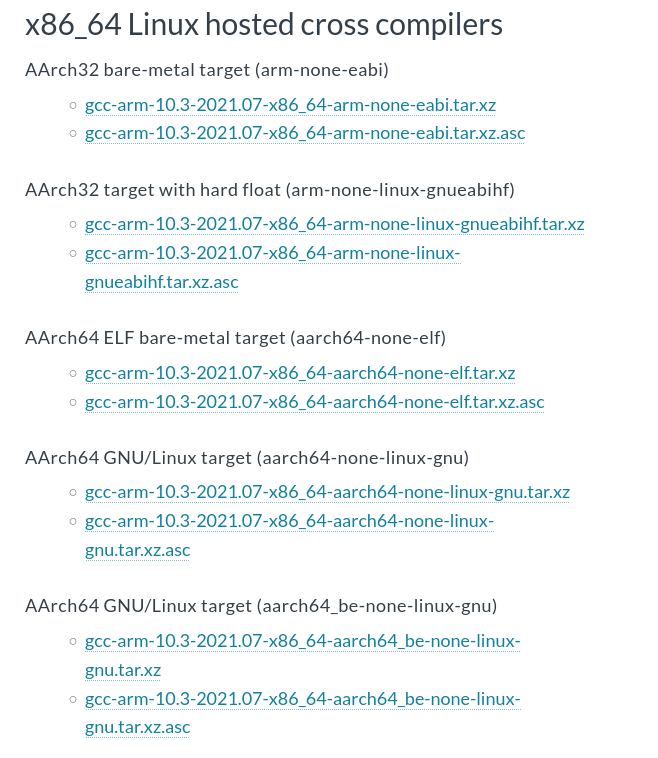 x86_64 Linux hosted cross compilers
AArch32 bare-metal target (arm-none-eabi)
gcc-arm-10.3-2021.07-x86_64-arm-none-eabi.tar.xz
gcc-arm-10.3-2021.07-x86_64-arm-none-eabi.tar.xz.asc
AArch32 target with hard float (arm-none-linux-gnueabihf)
gcc-arm-10.3-2021.07-x86_64-arm-none-linux-gnueabihf.tar.xz
gcc-arm-10.3-2021.07-x86_64-arm-none-linux-
gnueabihf.tar.xz.asc
AArch64 ELF bare-metal target (aarch64-none-elf)
gcc-arm-10.3-2021.07-x86_64-aarch64-none-elf.tar.xz
gcc-arm-10.3-2021.07-x86_64-aarch64-none-elf.tar.xz.asc
AArch64 GNU/Linux target (aarch64-none-linux-gnu)
gcc-arm-10.3-2021.07-x86_64-aarch64-none-linux-gnu.tar.xz
gcc-arm-10.3-2021.07-x86_64-aarch64-none-linux-
gnu.tar.xz.asc
AArch64 GNU/Linux target (aarch64_be-none-linux-gnu)
gcc-arm-10.3-2021.07-x86_64-aarch64_be-none-linux-
gnu.tar.xz
gcc-arm-10.3-2021.07-x86_64-aarch64_be-none-linux-
gnu.tar.xz.asc